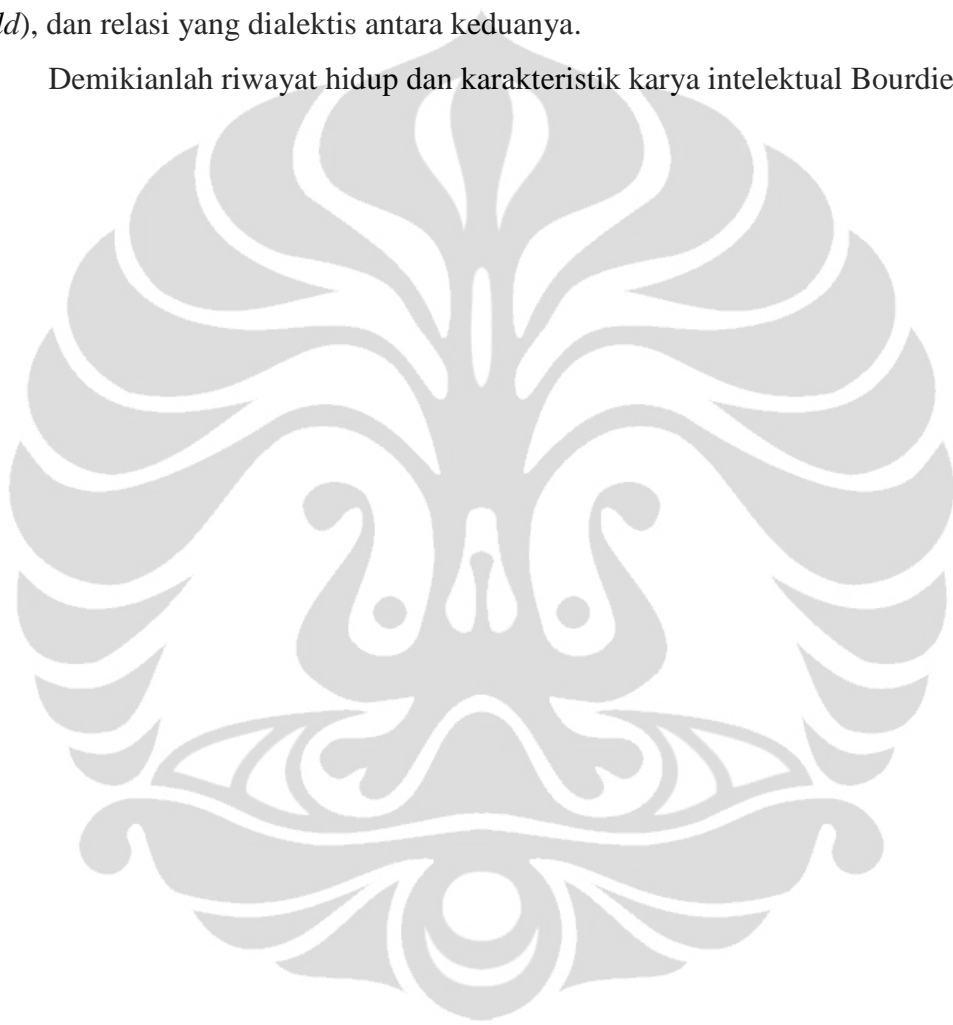 ld), dan relasi yang dialektis antara keduanya.
Demikianlah riwayat hidup dan karakteristik karya intelektual Bourdie